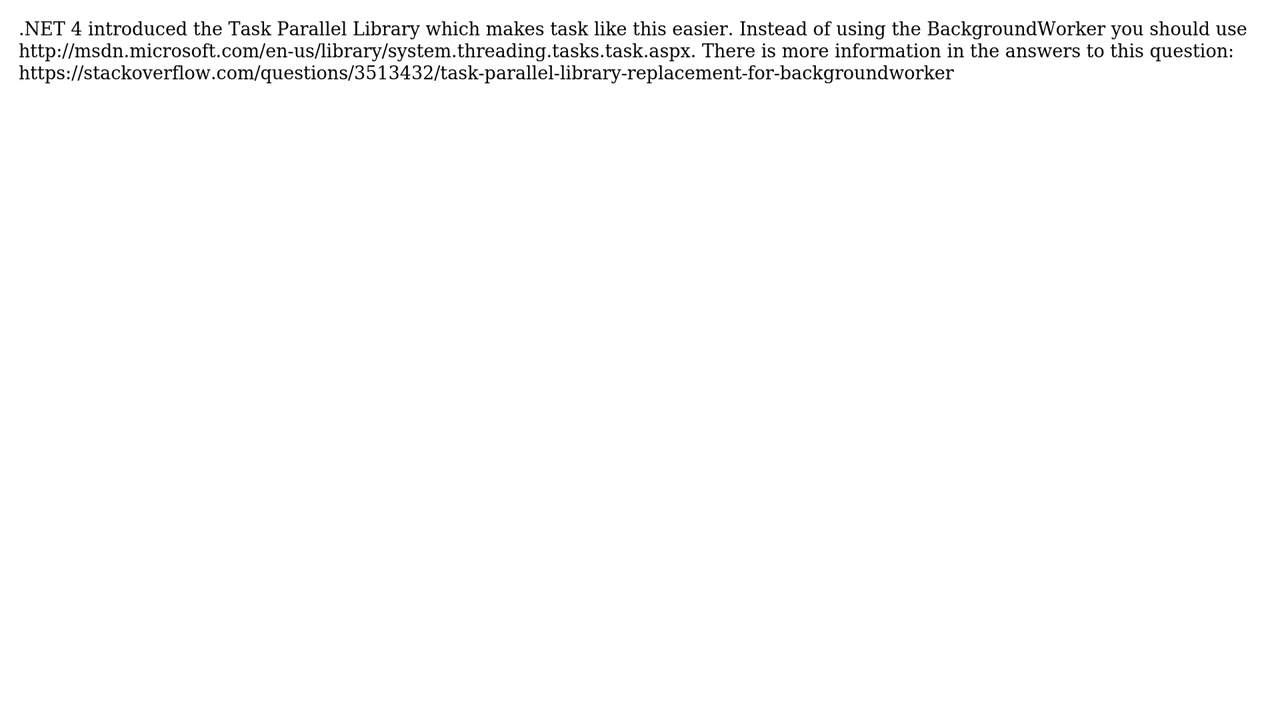 .NET 4 introduced the Task Parallel Library which makes task like this easier. Instead of using the BackgroundWorker you should use
http://msdn.microsoft.com/en-us/library/system.threading.tasks.task.aspx. There is more information in the answers to this question:
https://stackoverflow.com/questions/3513432/task-parallel-library-replacement-for-backgroundworker